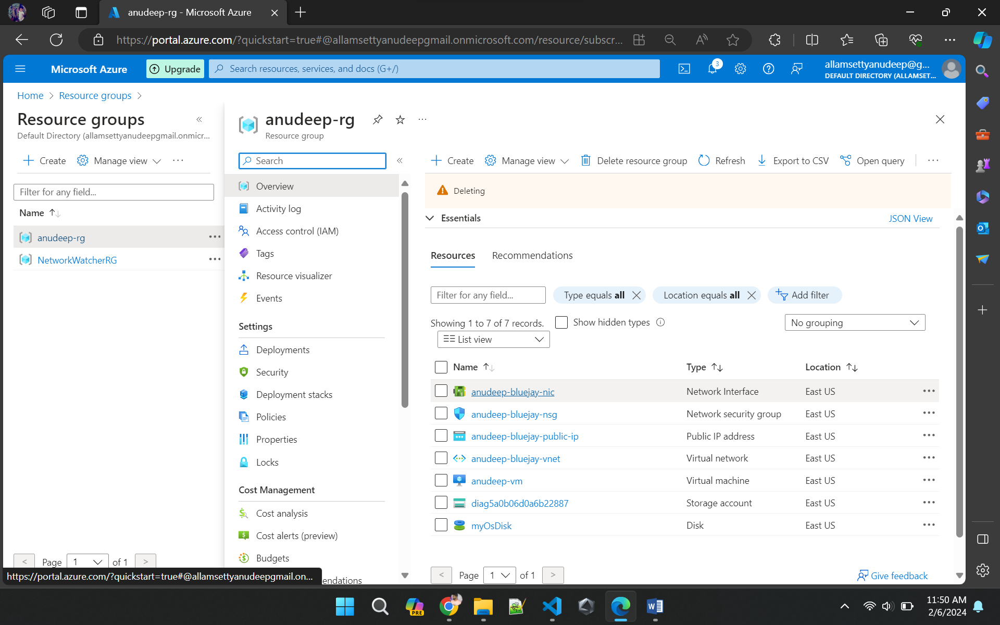 anudeep-rg - Microsoft Azure
https://portal.azure.com/?quickstart=true#@allamsettyanudeepgmail.onmicrosoft.com/resource/subscr...
Microsoft Azure
Upgrade
Search resources, services, and docs (G+/)
3
allamsettyanudeep@g...
DEFAULT DIRECTORY (ALLAMSET...
Home > Resource groups >
Resource groups
Default Directory (allamsettyanudeepgmail.onmicr...
Create
Manage view
Filter for any field...
Name
anudeep-rg
NetworkWatcherRG
< Page 1 of 1 >
https://portal.azure.com/?quickstart=true#@allamsettyanudeepgmail.on...
anudeep-rg
Resource group
Search
Overview
Activity log
Access control (IAM)
Tags
Resource visualizer
Events
Settings
Deployments
Security
Deployment stacks
Policies
Properties
Locks
Cost Management
Cost analysis
Cost alerts (preview)
Budgets
endations
Create
Manage view
Delete resource group
Refresh
Export to CSV
Open query
Deleting
Essentials
JSON View
Resources
Recommendations
Filter for any field...
Type equals all
Location equals all
Add filter
Showing 1 to 7 of 7 records.
Show hidden types
No grouping
List view
Name Type Location
anudeep-bluejay-nic Network Interface East US
anudeep-bluejay-nsg Network security group East US
anudeep-bluejay-public-ip Public IP address East US
anudeep-bluejay-vnet Virtual network East US
anudeep-vm Virtual machine East US
diag5a0b06d0a6b22887 Storage account East US
myOsDisk Disk East US
< Page 1 of 1 >
Give feedback
PRE
11:50 AM
2/6/2024